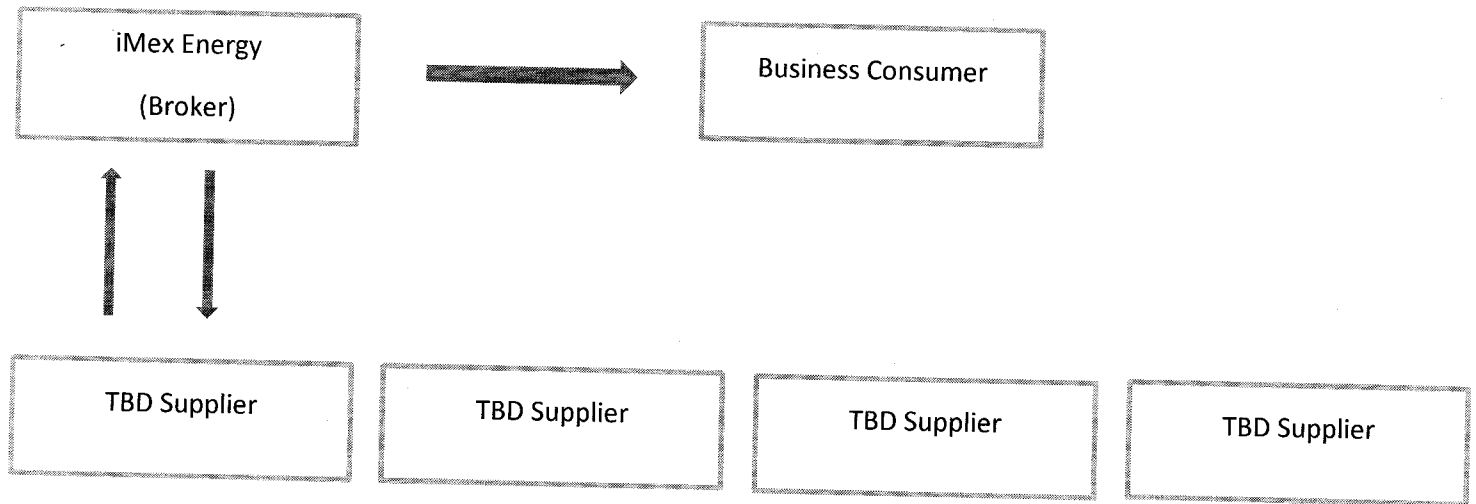 iMex Energy
(Broker)
Business Consumer
TBD Supplier
TBD Supplier
TBD Supplier
TBD Supplier